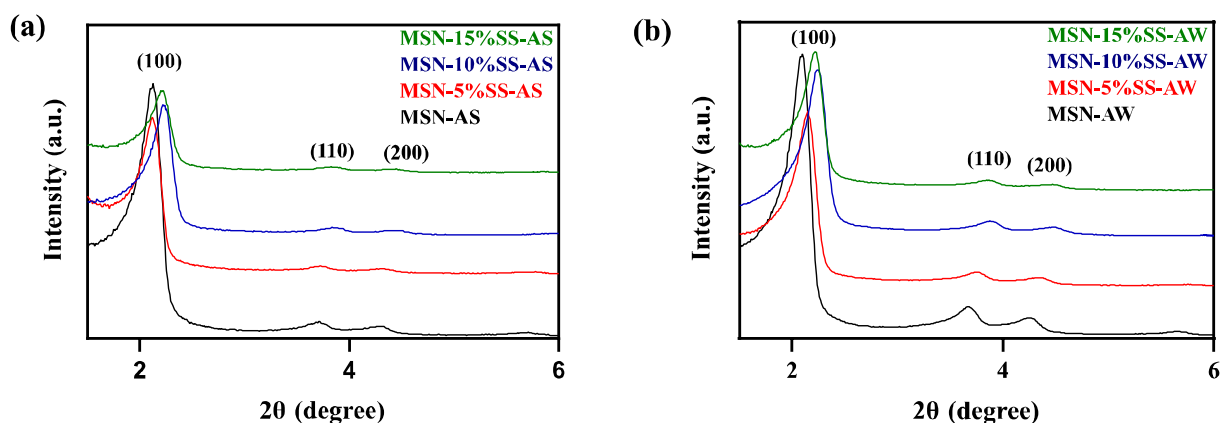 (a)
MSN-15%SS-AS
MSN-10%SS-AS
MSN-5%SS-AS
MSN-AS
(100)
(110)
(200)
Intensity (a.u.)
2
4
6
2θ (degree)
(b)
MSN-15%SS-AW
MSN-10%SS-AW
MSN-5%SS-AW
MSN-AW
(100)
(110)
(200)
Intensity (a.u.)
2
4
6
2θ (degree)